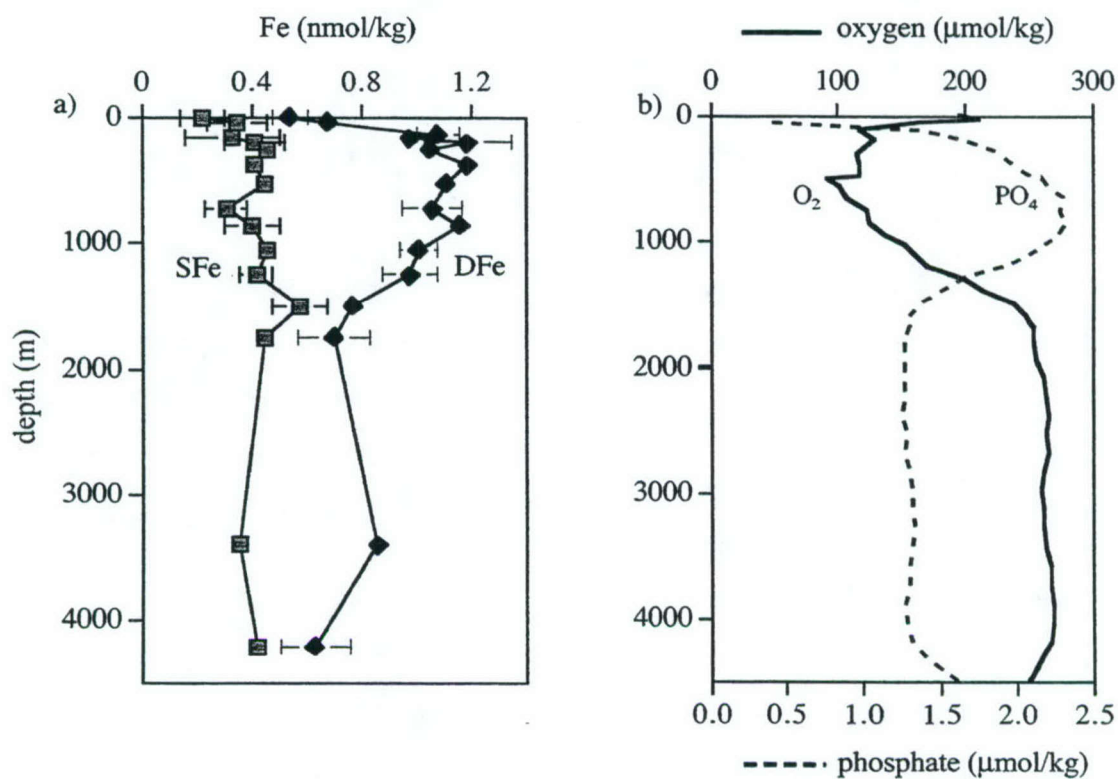 Fe (nmol/kg)
0 0.4 0.8 1.2
a)
0
1000
2000
3000
4000
depth (m)
SFe
DFe
oxygen (μmol/kg)
0 100 200 300
b)
0
1000
2000
3000
4000
O₂
PO₄
0.0 0.5 1.0 1.5 2.0 2.5
phosphate (μmol/kg)